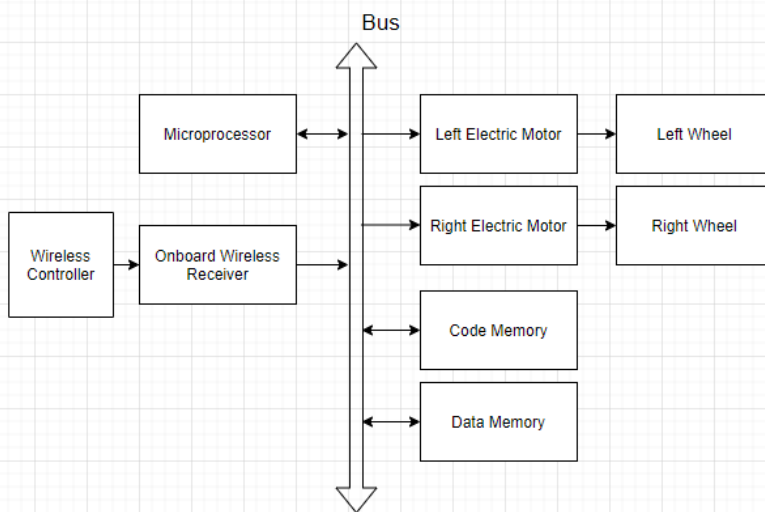 Bus
Microprocessor
Left Electric Motor
Left Wheel
Right Electric Motor
Right Wheel
Wireless
Controller
Onboard Wireless
Receiver
Code Memory
Data Memory